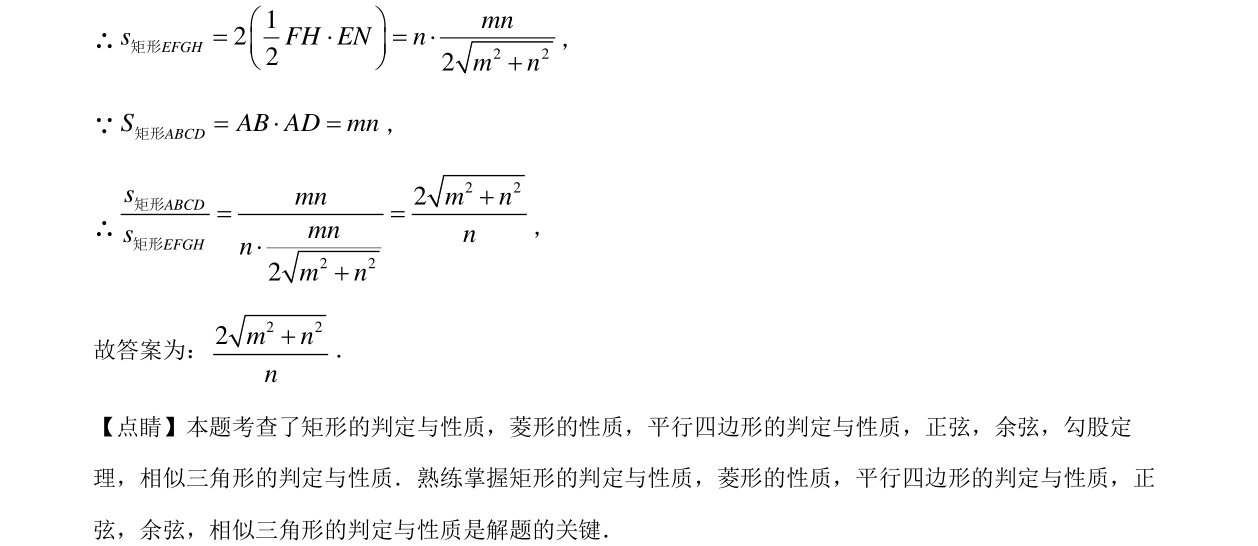 ∴ s矩形EFGH = 2(1/2 FH · EN) = n · mn/(2√(m² + n²)) ,
∵ S矩形ABCD = AB · AD = mn ,
∴ s矩形ABCD/s矩形EFGH = mn/(n · mn/(2√(m² + n²))) = 2√(m² + n²)/n ,
故答案为：2√(m² + n²)/n .
【点睛】本题考查了矩形的判定与性质，菱形的性质，平行四边形的判定与性质，正弦，余弦，勾股定
理，相似三角形的判定与性质．熟练掌握矩形的判定与性质，菱形的性质，平行四边形的判定与性质，正
弦，余弦，相似三角形的判定与性质是解题的关键．